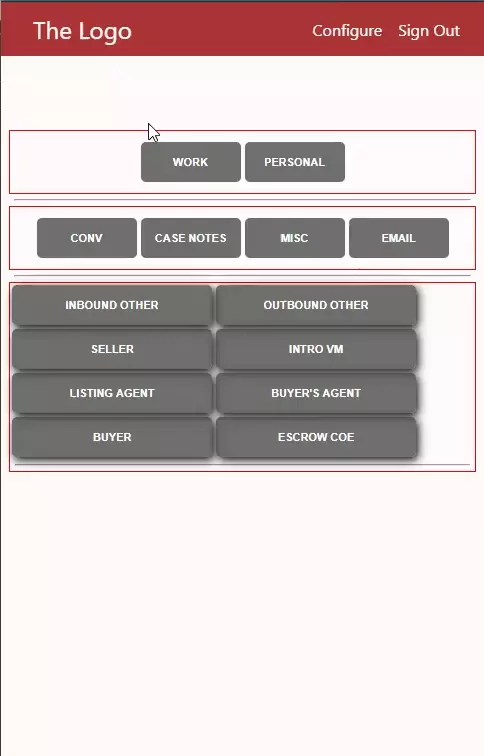 The Logo Configure Sign Out
WORK PERSONAL
CONV CASE NOTES MISC EMAIL
INBOUND OTHER OUTBOUND OTHER
SELLER INTRO VM
LISTING AGENT BUYER'S AGENT
BUYER ESCROW COE